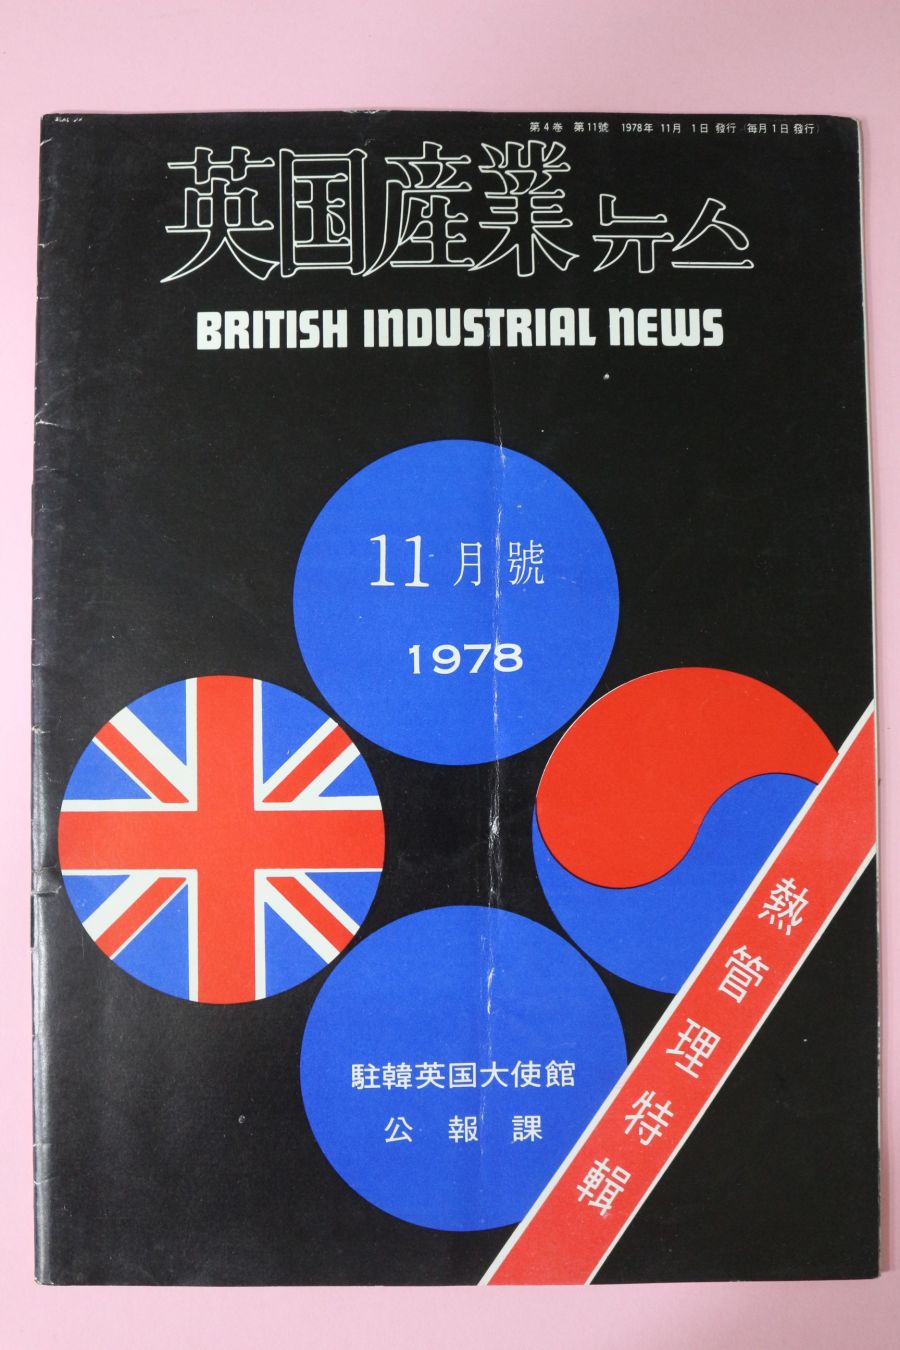 第4巻 第11號 1978年 11月 1日 發行 (毎月1日 發行)
英国産業 뉴스
BRITISH INDUSTRIAL NEWS
11月號
1978
駐韓英国大使館
公報課
熱管理特輯